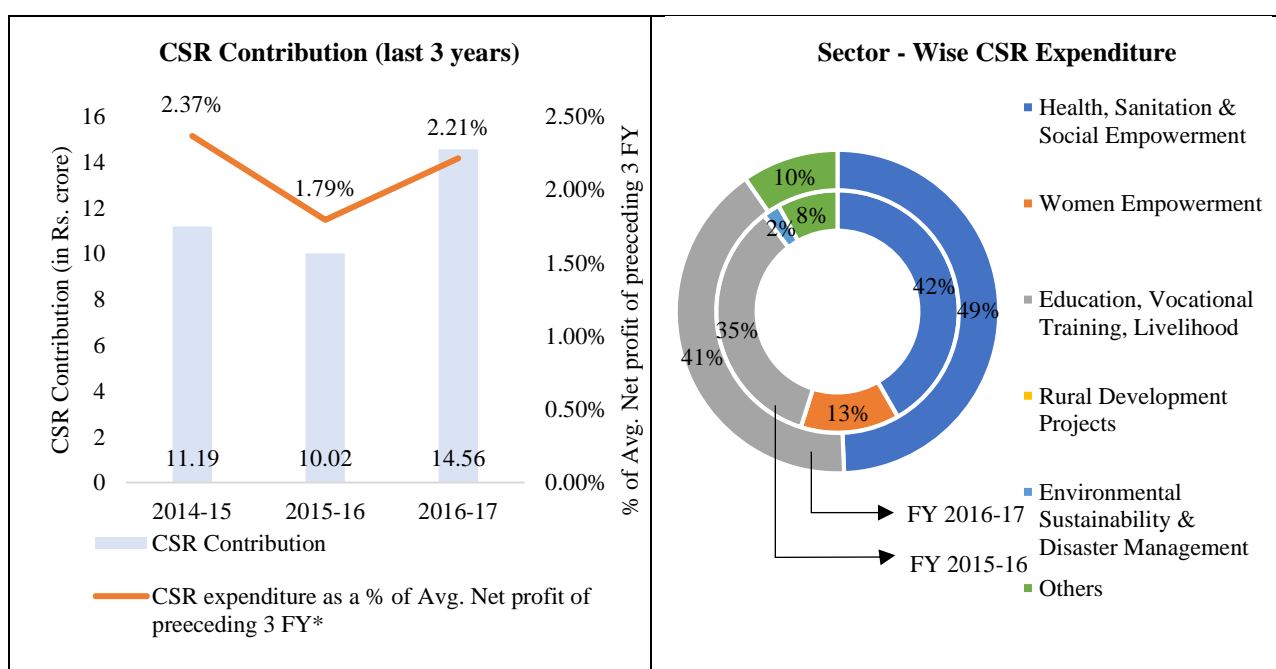 CSR Contribution (last 3 years)
CSR Contribution (in Rs. crore)
16
14
12
10
8
6
4
2
0
2.37%
1.79%
2.21%
11.19
10.02
14.56
2014-15
2015-16
2016-17
2.50%
2.00%
1.50%
1.00%
0.50%
0.00%
% of Avg. Net profit of preeceding 3 FY
CSR Contribution
CSR expenditure as a % of Avg. Net profit of
preeceding 3 FY*
Sector - Wise CSR Expenditure
10%
8%
2%
42%
49%
35%
41%
13%
FY 2016-17
FY 2015-16
Health, Sanitation &
Social Empowerment
Women Empowerment
Education, Vocational
Training, Livelihood
Rural Development
Projects
Environmental
Sustainability &
Disaster Management
Others